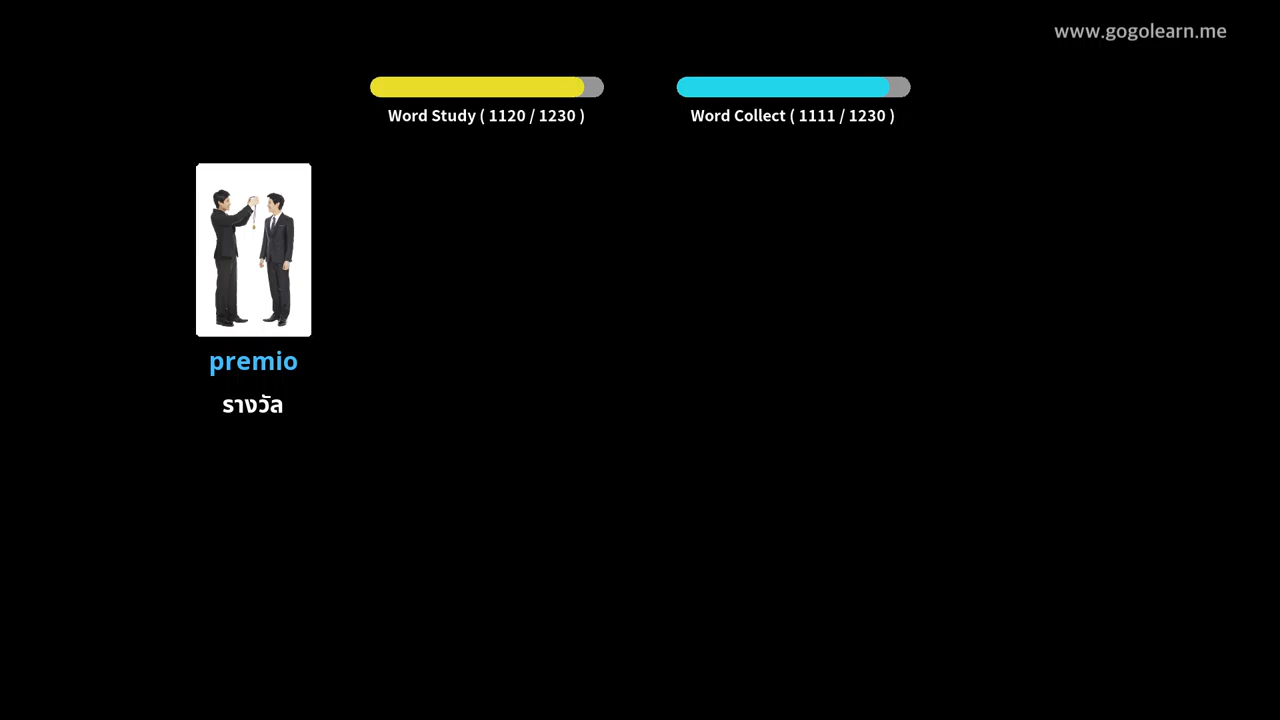 www.gogolearn.me
Word Study ( 1120 / 1230 )
Word Collect ( 1111 / 1230 )
premio
รางวัล